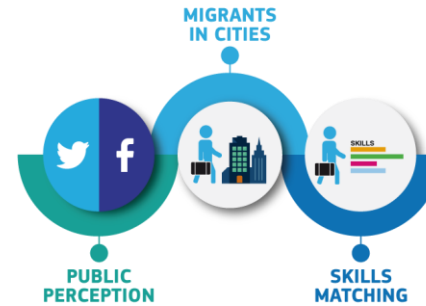 MIGRANTS
IN CITIES
SKILLS
PUBLIC
PERCEPTION
SKILLS
MATCHING